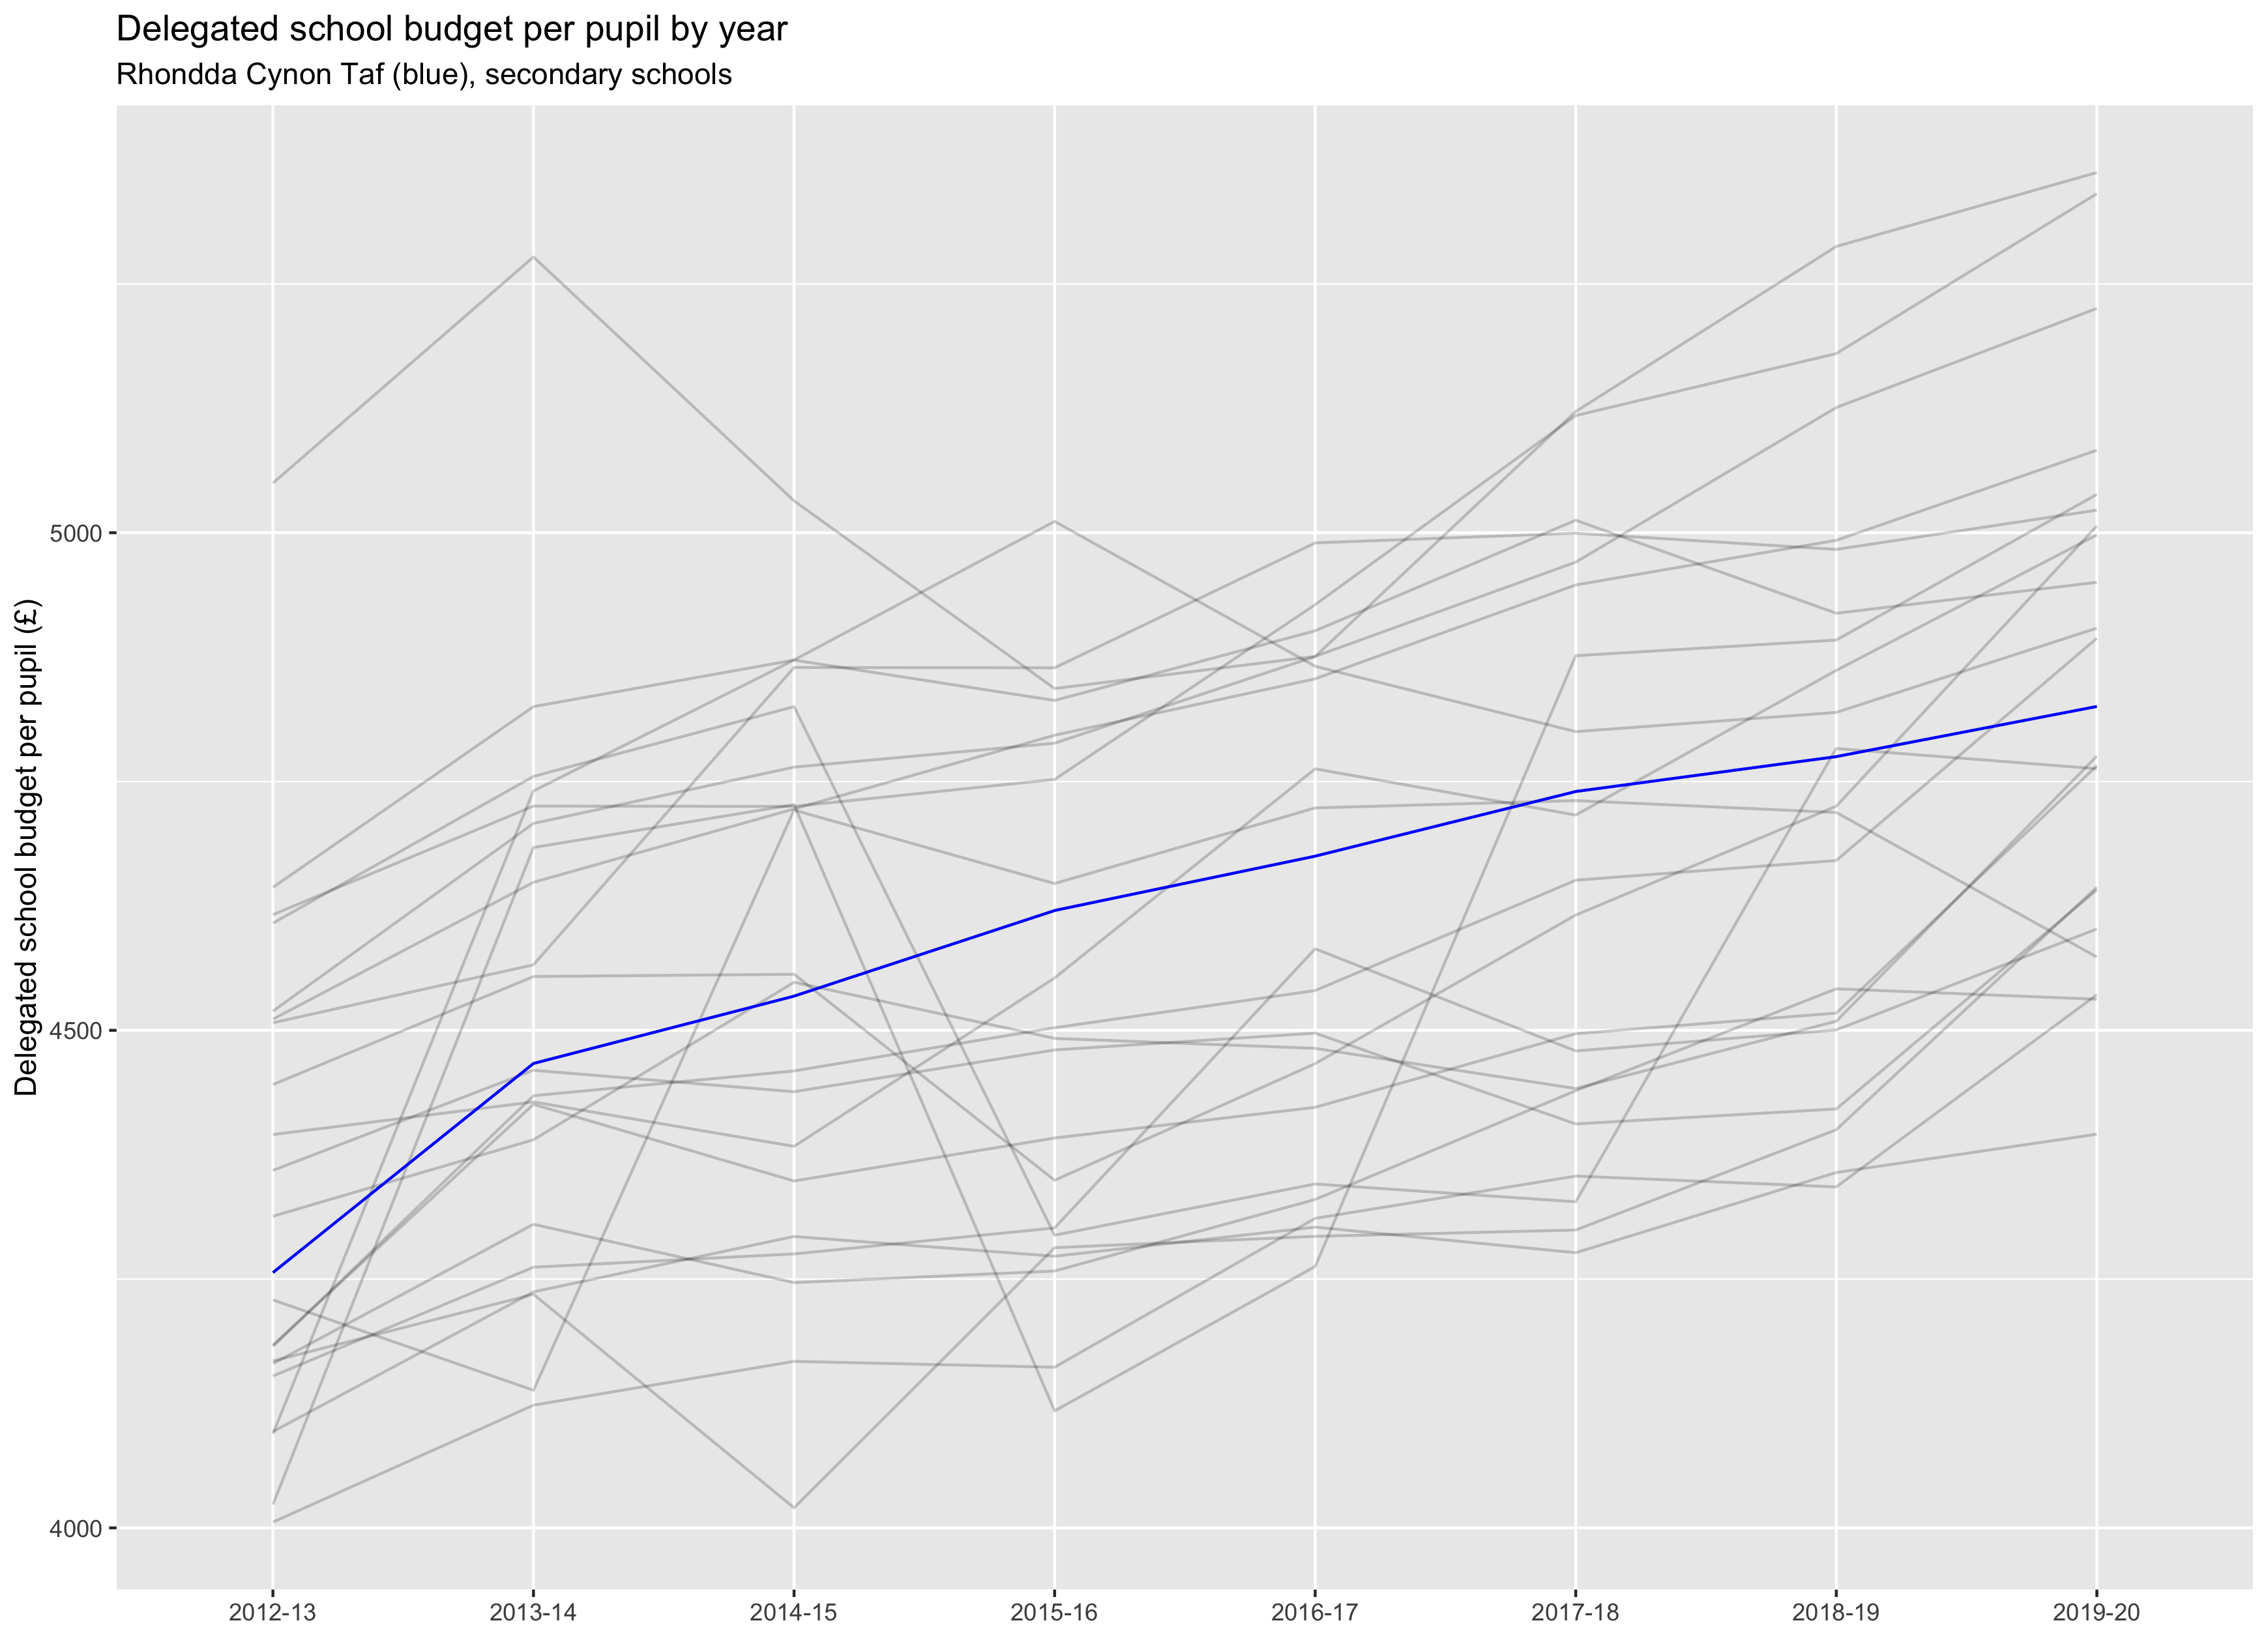 Delegated school budget per pupil by year
Rhondda Cynon Taf (blue), secondary schools
Delegated school budget per pupil (£)
5000
4500
4000
2012-13 2013-14 2014-15 2015-16 2016-17 2017-18 2018-19 2019-20